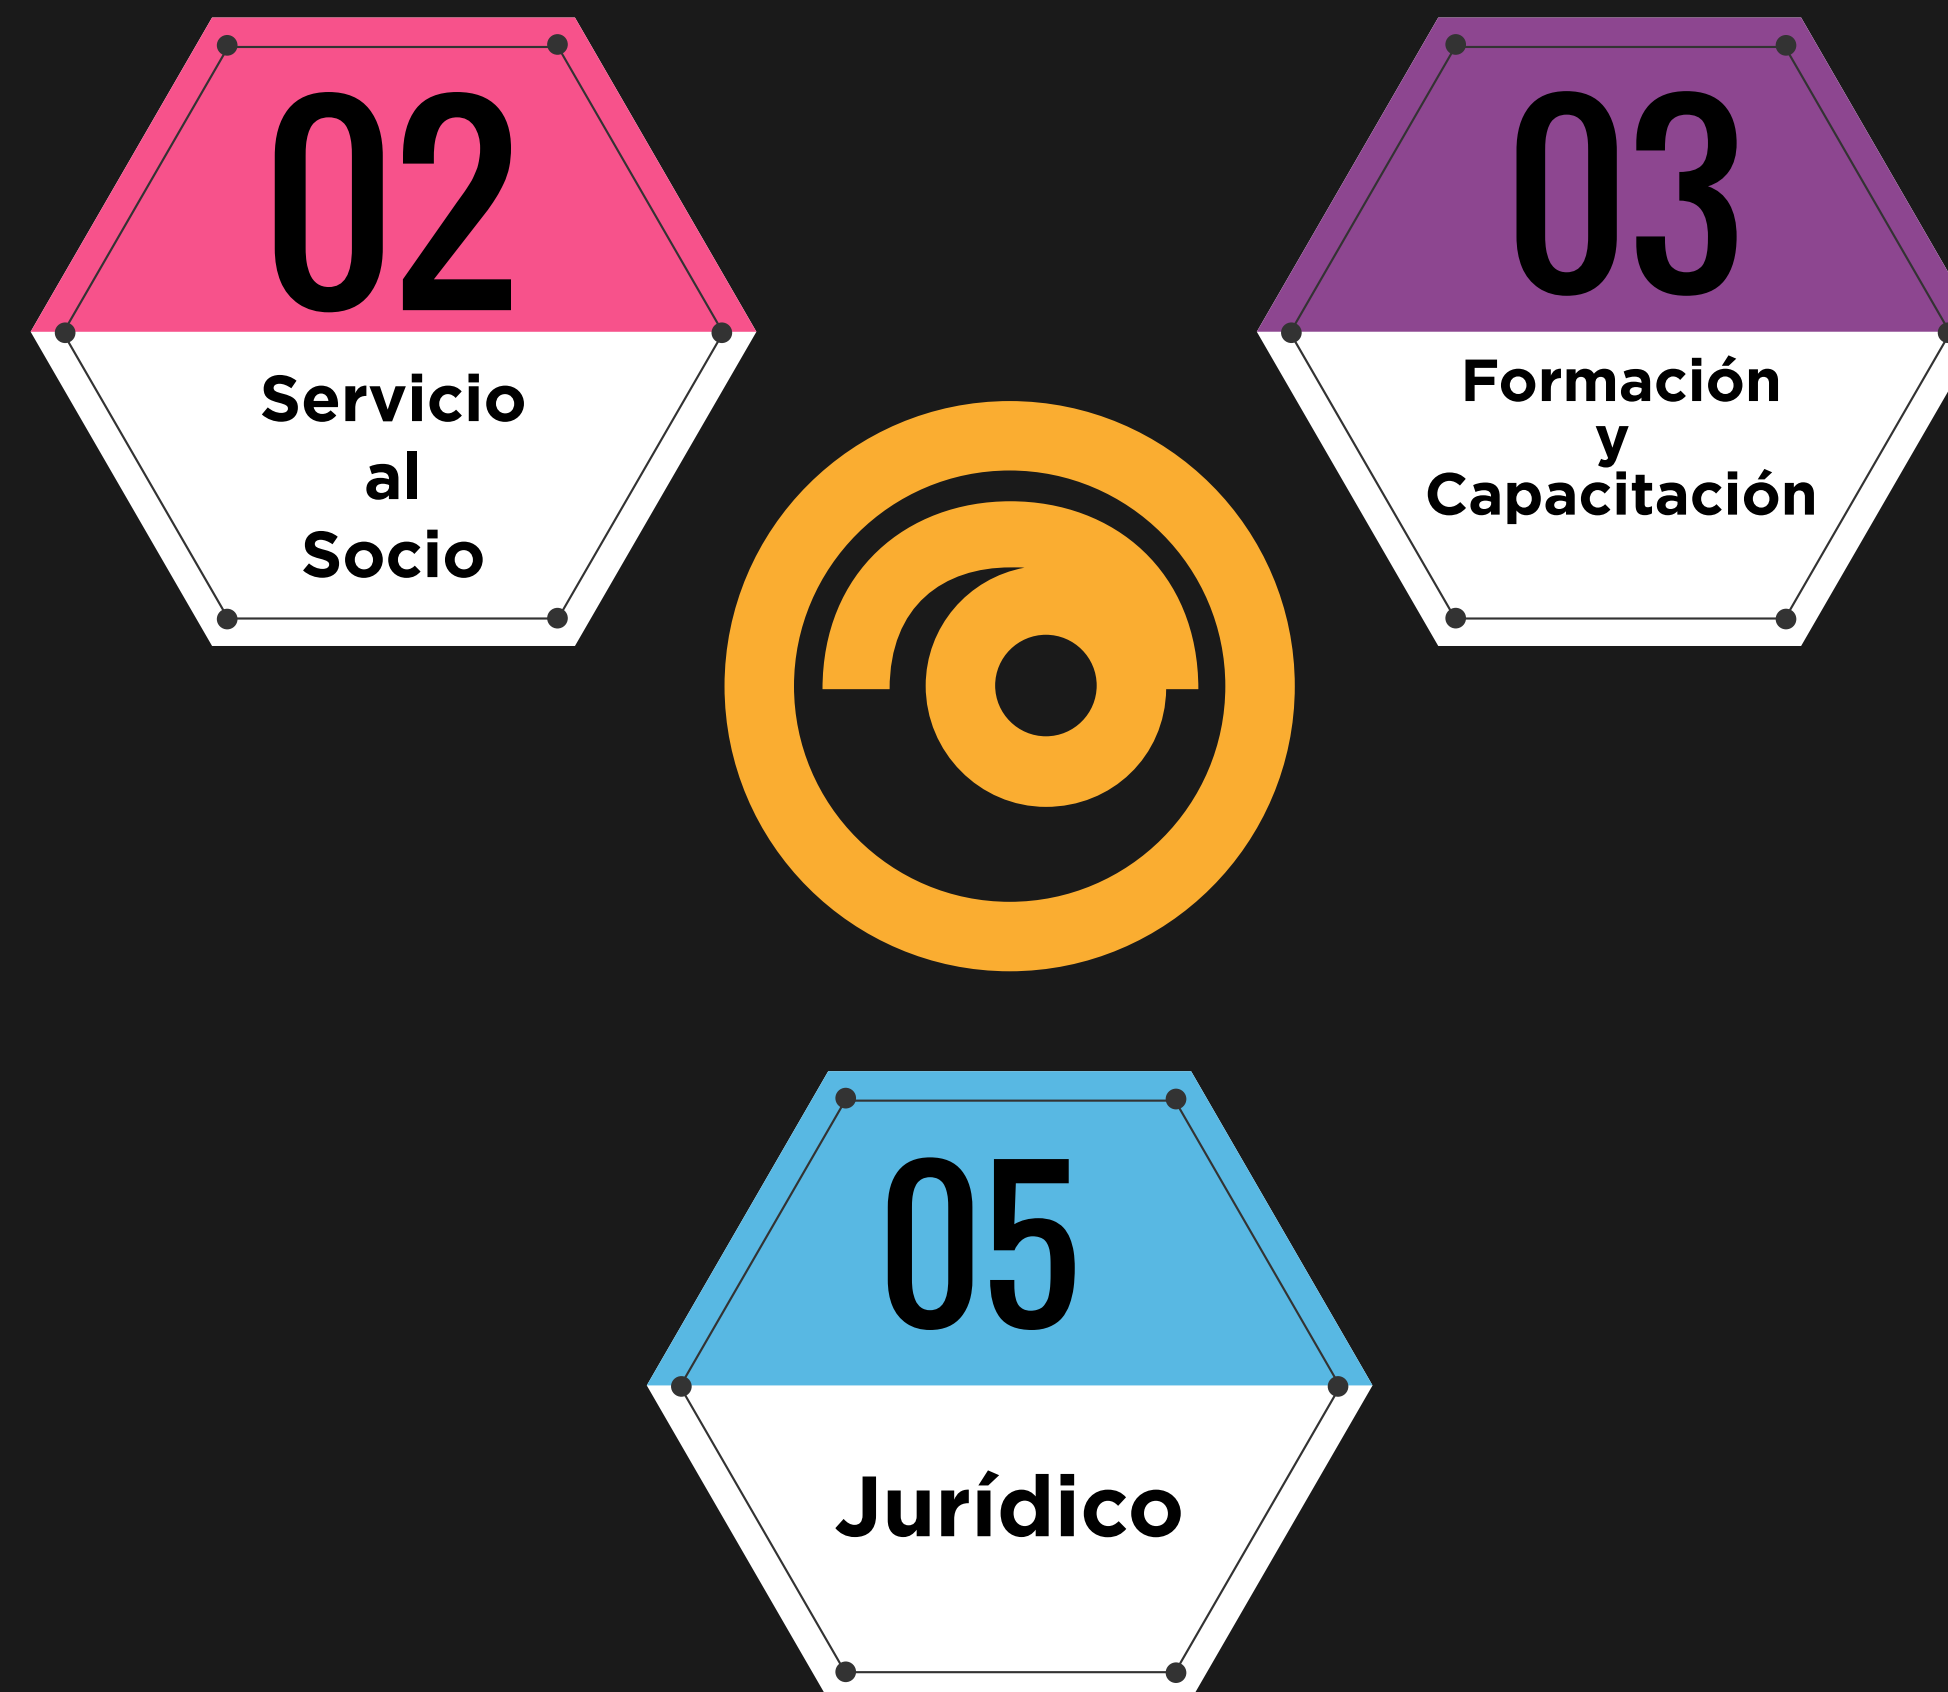 02
Servicio
al
Socio
03
Formación
y
Capacitación
05
Jurídico